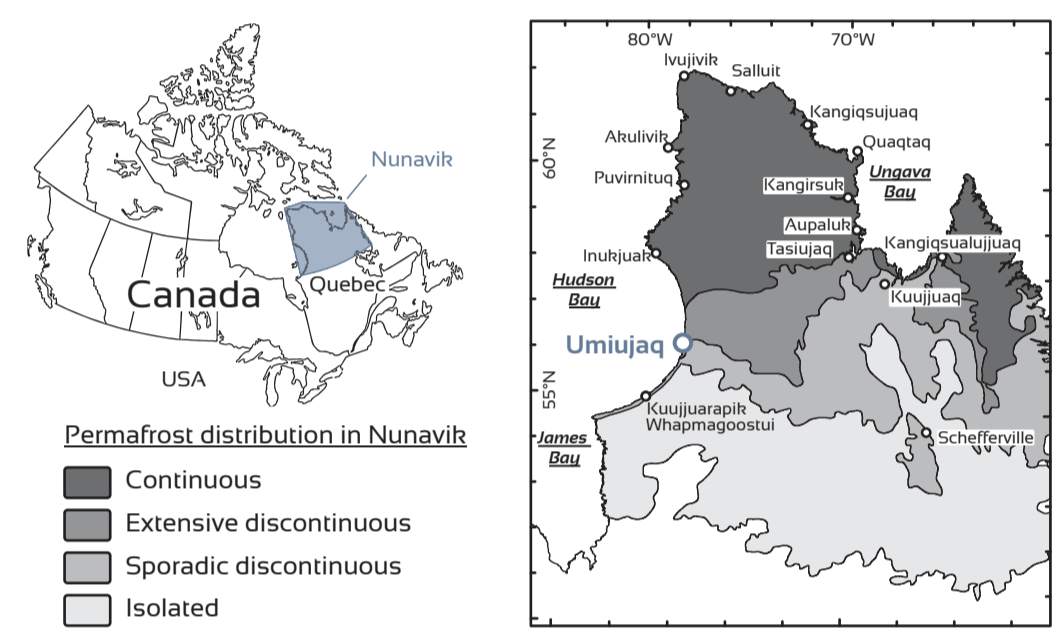 Nunavik
Canada
Quebec
USA
Permafrost distribution in Nunavik
Continuous
Extensive discontinuous
Sporadic discontinuous
Isolated
80°W
70°W
Ivujivik
Salluit
Kangiqsujuaq
Akulivik
Quaqtaq
60°N
Ungava
Bay
Puvirnituq
Kangirsuk
Aupaluk
Kangiqsualujjuaq
Tasiujaq
Inukjuak
Hudson
Bay
Kuujjuaq
Umiujaq
55°N
Kuujjuarapik
Whapmagoostui
James
Bay
Schefferville